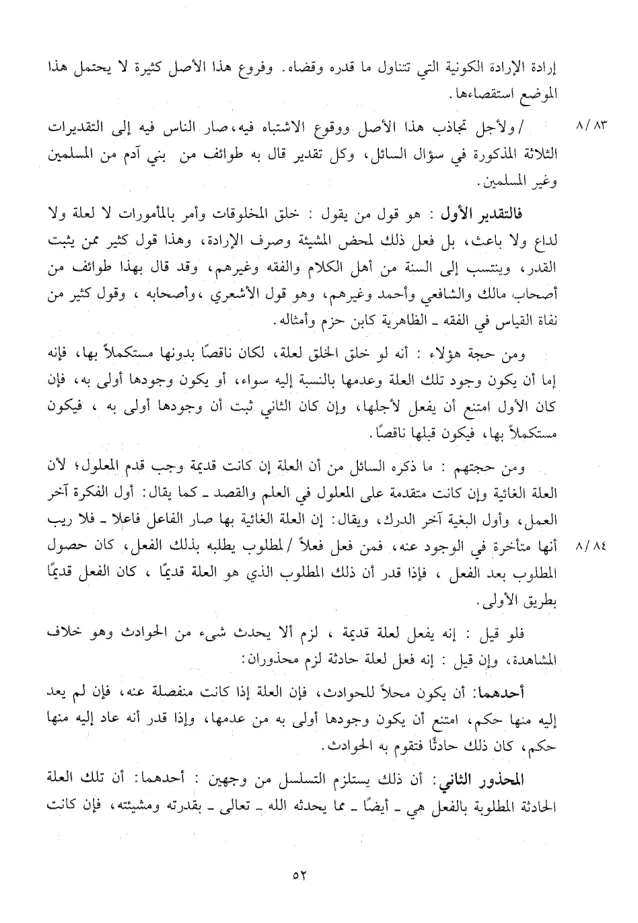 إرادة الإرادة الكونية التي تتناول ما قدره وقضاه. وفروع هذا الأصل كثيرة لا يحتمل هذا
الموضع استقصاءها.
٨/٨٣
/ ولأجل تجاذب هذا الأصل ووقوع الاشتباه فيه، صار الناس فيه إلى التقديرات
الثلاثة المذكورة في سؤال السائل، وكل تقدير قال به طوائف من بني آدم من المسلمين
وغير المسلمين.
فالتقدير الأول : هو قول من يقول : خلق المخلوقات وأمر بالمأمورات لا لعلة ولا
لداع ولا باعث، بل فعل ذلك لمحض المشيئة وصرف الإرادة، وهذا قول كثير ممن يثبت
القدر، وينتسب إلى السنة من أهل الكلام والفقه وغيرهم، وقد قال بهذا طوائف من
أصحاب مالك والشافعي وأحمد وغيرهم، وهو قول الأشعري ،وأصحابه ، وقول كثير من
نفاة القياس في الفقه ـ الظاهرية كابن حزم وأمثاله.
ومن حجة هؤلاء : أنه لو خلق الخلق لعلة، لكان ناقصًا بدونها مستكملاً بها، فإنه
إما أن يكون وجود تلك العلة وعدمها بالنسبة إليه سواء، أو يكون وجودها أولى به، فإن
كان الأول امتنع أن يفعل لأجلها، وإن كان الثاني ثبت أن وجودها أولى به ، فيكون
مستكملاً بها، فيكون قبلها ناقصًا.
ومن حجتهم : ما ذكره السائل من أن العلة إن كانت قديمة وجب قدم المعلول؛ لأن
العلة الغائية وإن كانت متقدمة على المعلول في العلم والقصد ـ كما يقال: أول الفكرة آخر
العمل، وأول البغية آخر الدرك، ويقال: إن العلة الغائية بها صار الفاعل فاعلا ـ فلا ريب
٨/٨٤
أنها متأخرة في الوجود عنه، فمن فعل فعلاً /لمطلوب يطلبه بذلك الفعل، كان حصول
المطلوب بعد الفعل ، فإذا قدر أن ذلك المطلوب الذي هو العلة قديمًا ، كان الفعل قديمًا
بطريق الأولى.
فلو قيل : إنه يفعل لعلة قديمة ، لزم ألا يحدث شىء من الحوادث وهو خلاف
المشاهدة، وإن قيل : إنه فعل لعلة حادثة لزم محذوران:
أحدهما: أن يكون محلاً للحوادث، فإن العلة إذا كانت منفصلة عنه، فإن لم يعد
إليه منها حكم، امتنع أن يكون وجودها أولى به من عدمها، وإذا قدر أنه عاد إليه منها
حكم، كان ذلك حادثًا فتقوم به الحوادث.
المحذور الثاني: أن ذلك يستلزم التسلسل من وجهين : أحدهما: أن تلك العلة
الحادثة المطلوبة بالفعل هي ـ أيضًا ـ مما يحدثه الله ـ تعالى ـ بقدرته ومشيئته، فإن كانت
٥٢